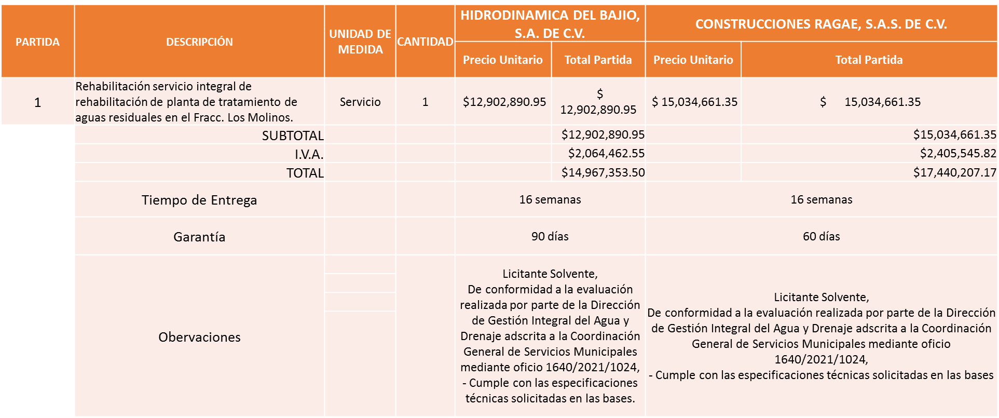 PARTIDA
DESCRIPCIÓN
UNIDAD DE
MEDIDA
CANTIDAD
HIDRODINAMICA DEL BAJIO,
S.A. DE C.V.
CONSTRUCCIONES RAGAE, S.A.S. DE C.V.
Precio Unitario
Total Partida
Precio Unitario
Total Partida
1
Rehabilitación servicio integral de
rehabilitación de planta de tratamiento de
aguas residuales en el Fracc. Los Molinos.
Servicio
1
$12,902,890.95
$
12,902,890.95
$ 15,034,661.35
$ 15,034,661.35
SUBTOTAL
$12,902,890.95
$15,034,661.35
I.V.A.
$2,064,462.55
$2,405,545.82
TOTAL
$14,967,353.50
$17,440,207.17
Tiempo de Entrega
16 semanas
16 semanas
Garantía
90 días
60 días
Obervaciones
Licitante Solvente,
De conformidad a la evaluación
realizada por parte de la Dirección
de Gestión Integral del Agua y
Drenaje adscrita a la Coordinación
General de Servicios Municipales
mediante oficio 1640/2021/1024,
- Cumple con las especificaciones
técnicas solicitadas en las bases.
Licitante Solvente,
De conformidad a la evaluación realizada por parte de la Dirección
de Gestión Integral del Agua y Drenaje adscrita a la Coordinación
General de Servicios Municipales mediante oficio
1640/2021/1024,
- Cumple con las especificaciones técnicas solicitadas en las bases